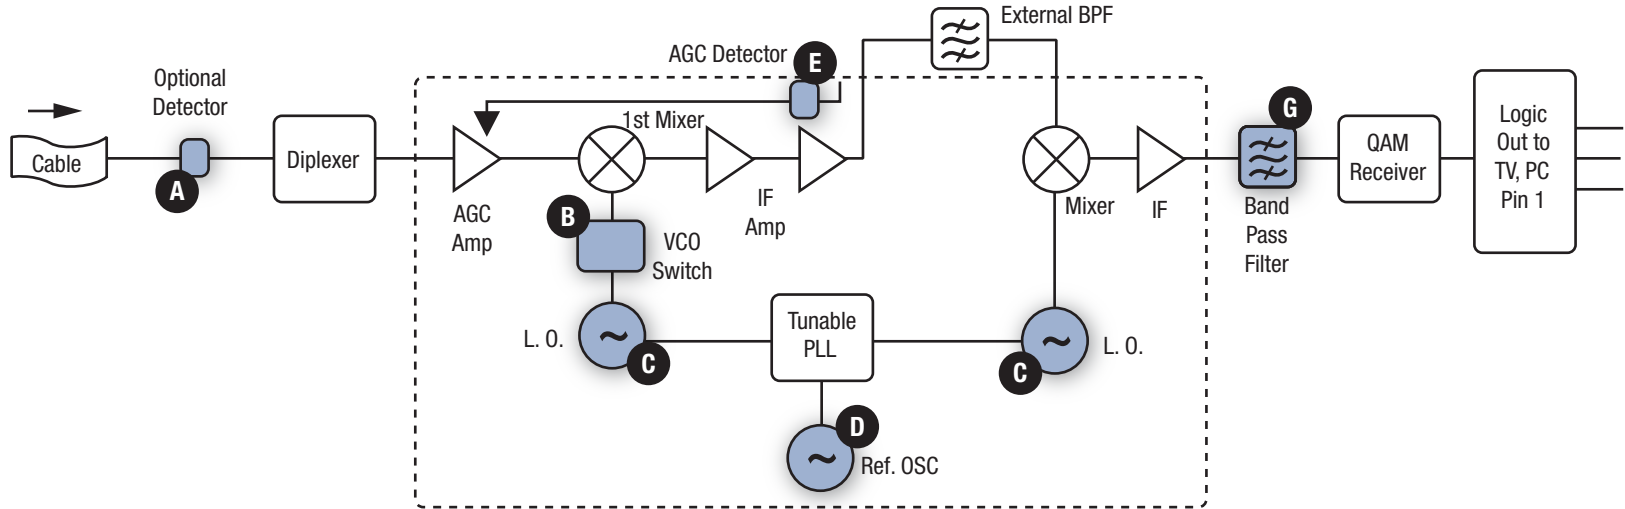 External BPF
AGC Detector
E
Optional
Detector
G
1st Mixer
Logic
Out to
TV, PC
Pin 1
Cable
Diplexer
QAM
Receiver
A
AGC
Amp
B
IF
Amp
Mixer
IF
Band
Pass
Filter
VCO
Switch
L. O.
C
Tunable
PLL
C
L. O.
D
Ref. OSC